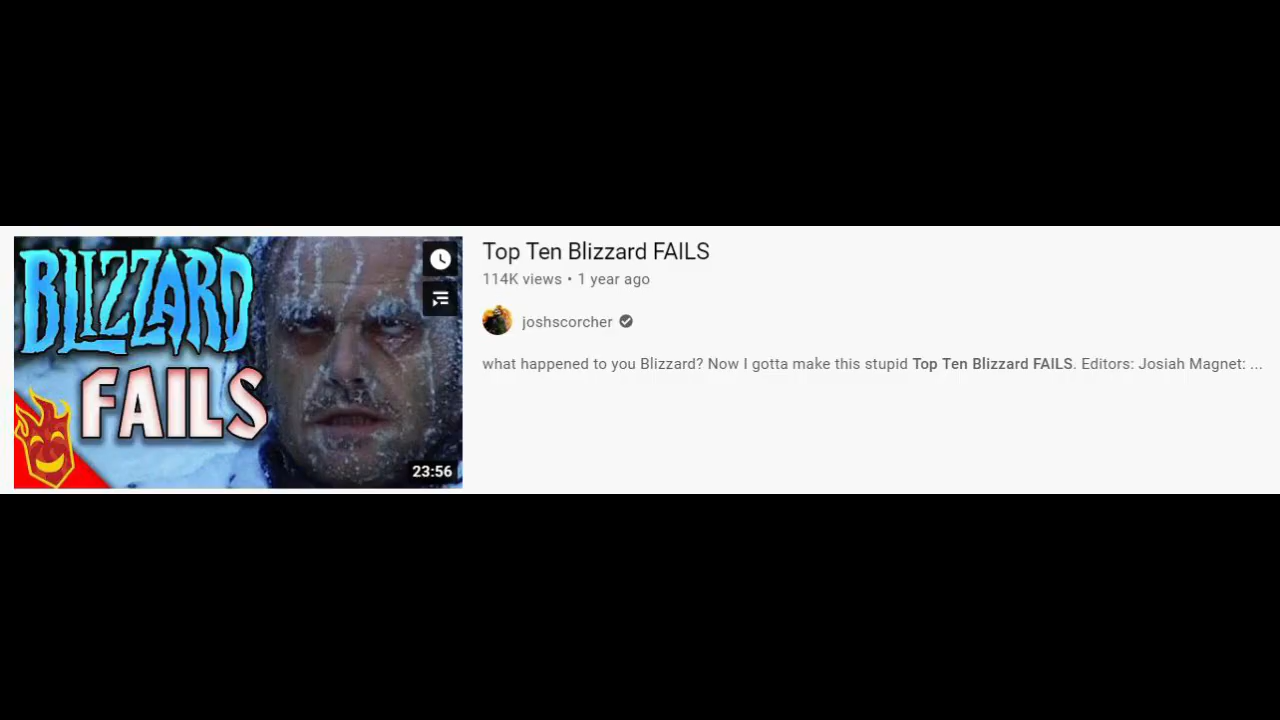 BLIZZARD
FAILS
23:56
Top Ten Blizzard FAILS
114K views • 1 year ago
joshscorcher
what happened to you Blizzard? Now I gotta make this stupid Top Ten Blizzard FAILS. Editors: Josiah Magnet: ...